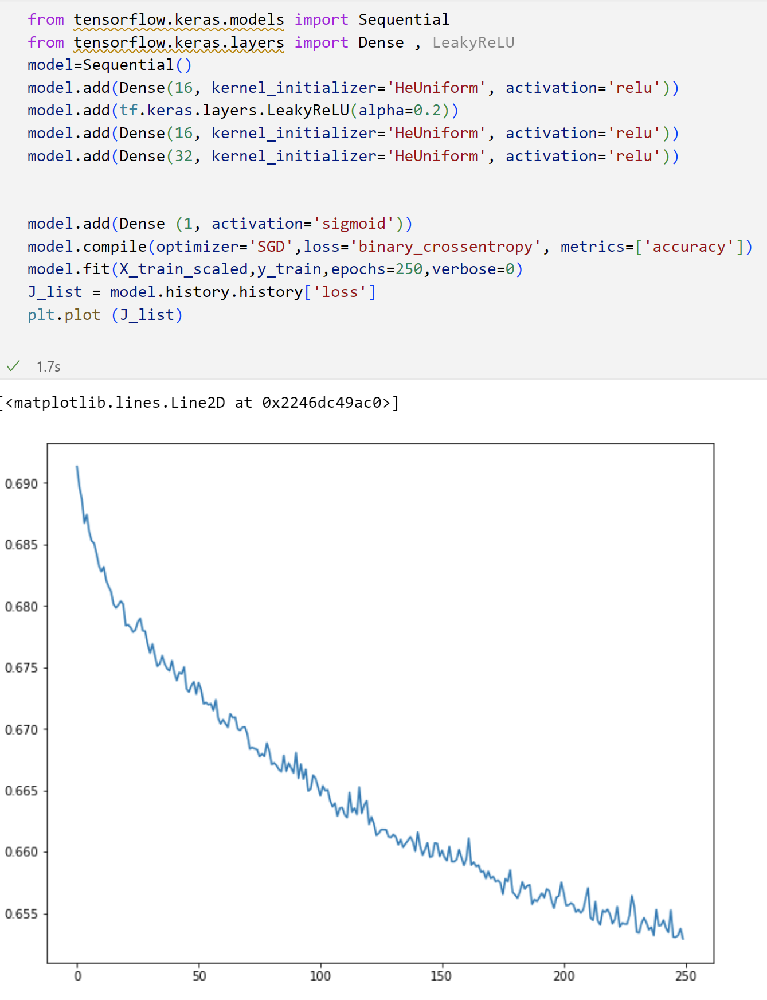 from tensorflow.keras.models import Sequential
from tensorflow.keras.layers import Dense , LeakyReLU
model=Sequential()
model.add(Dense(16, kernel_initializer='HeUniform', activation='relu'))
model.add(tf.keras.layers.LeakyReLU(alpha=0.2))
model.add(Dense(16, kernel_initializer='HeUniform', activation='relu'))
model.add(Dense(32, kernel_initializer='HeUniform', activation='relu'))
model.add(Dense (1, activation='sigmoid'))
model.compile(optimizer='SGD',loss='binary_crossentropy', metrics=['accuracy'])
model.fit(X_train_scaled,y_train,epochs=250,verbose=0)
J_list = model.history.history['loss']
plt.plot (J_list)
✓ 1.7s
[<matplotlib.lines.Line2D at 0x2246dc49ac0>]
0.690
0.685
0.680
0.675
0.670
0.665
0.660
0.655
0 50 100 150 200 250